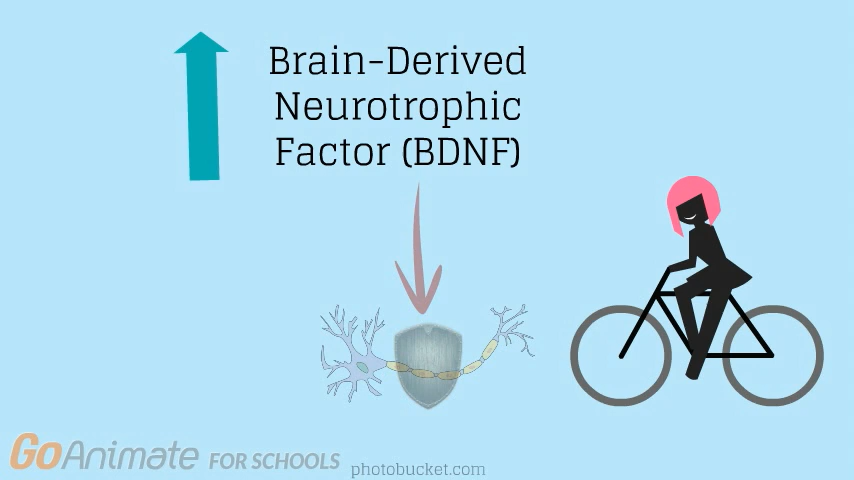 Brain-Derived
Neurotrophic
Factor (BDNF)
GoAnimate FOR SCHOOLS
photobucket.com